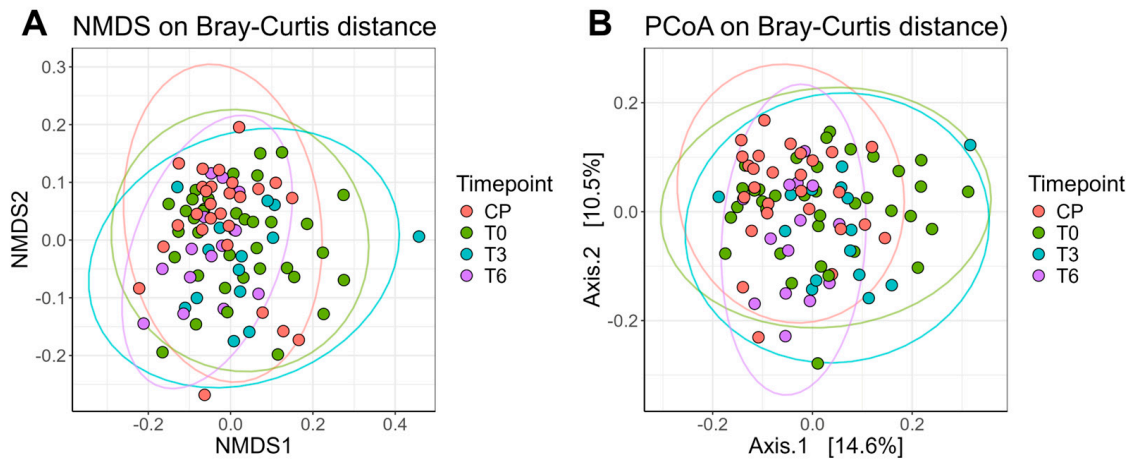 A NMDS on Bray-Curtis distance
0.3
0.2
0.1
0.0
-0.1
-0.2
NMDS2
-0.2 0.0 0.2 0.4
NMDS1
Timepoint
CP
T0
T3
T6
B PCoA on Bray-Curtis distance)
0.2
0.0
-0.2
Axis.2 [10.5%]
-0.2 0.0 0.2
Axis.1 [14.6%]
Timepoint
CP
T0
T3
T6